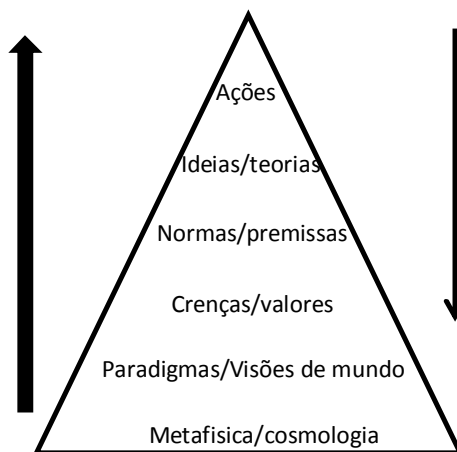 Ações
Ideias/teorias
Normas/premissas
Crenças/valores
Paradigmas/Visões de mundo
Metafisica/cosmologia